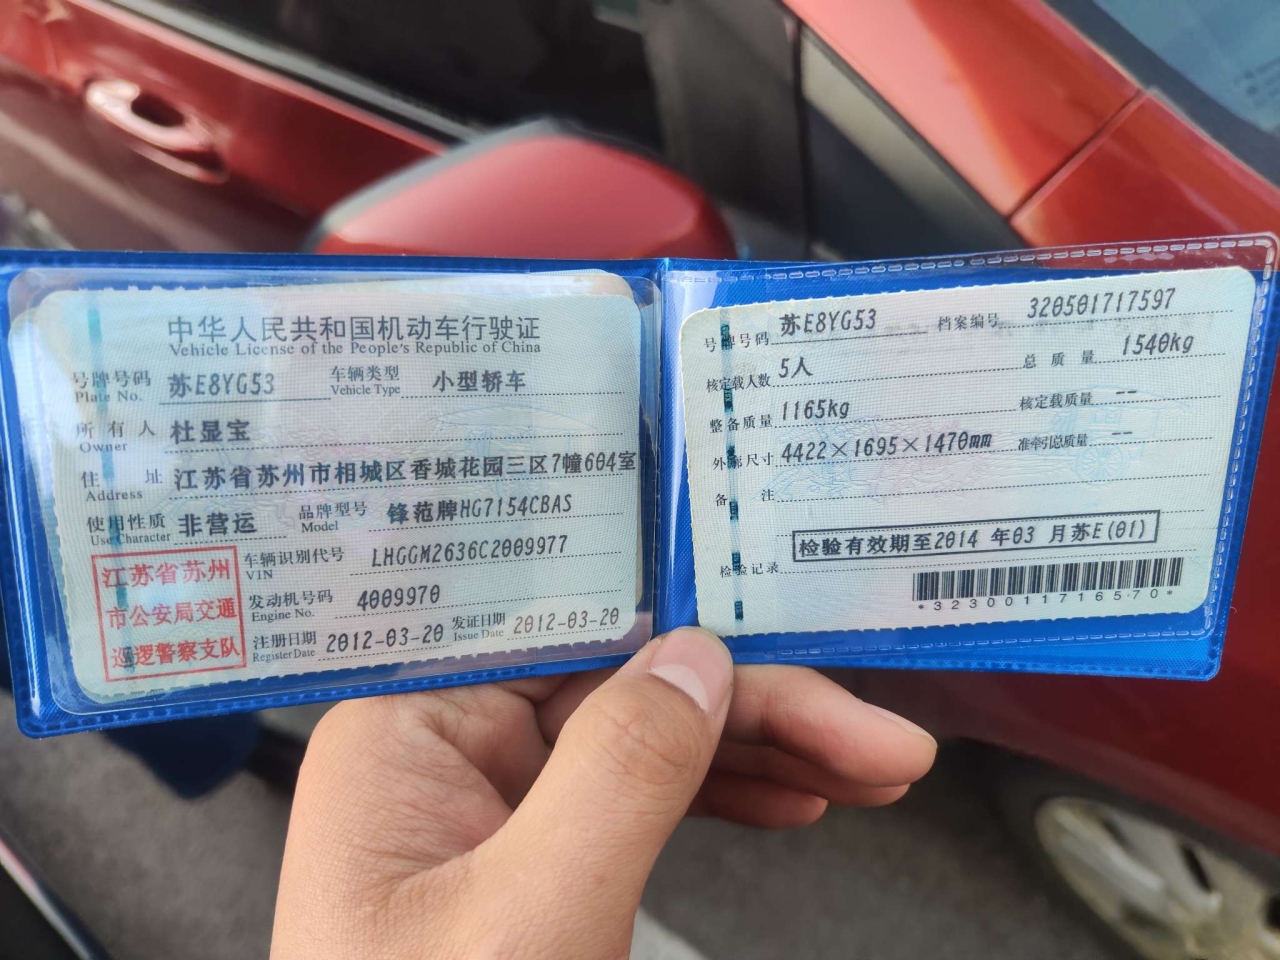 中华人民共和国机动车行驶证
Vehicle License of the People's Republic of China
号牌号码 苏E8YG53 车辆类型 小型轿车
Plate No. Vehicle Type
所有人 杜显宝
Owner
住址 江苏省苏州市相城区香城花园三区7幢604室
Address
使用性质 非营运 品牌型号 锋范牌HG7154CBAS
Use Character Model
江苏省苏州
市公安局交通
巡逻警察支队
车辆识别代号 LHGGM2636C2009977
VIN
发动机号码 4009970
Engine No.
注册日期 2012-03-20 发证日期 2012-03-20
Register Date Issue Date
号牌号码 苏E8YG53 档案编号 320501717597
核定载人数 5人 总质量 1540kg
整备质量 1165kg 核定载质量 --
外廓尺寸 4422×1695×1470mm 准牵引总质量 --
备注
检验记录 检验有效期至2014 年03 月苏E(01)
*3230011716570*